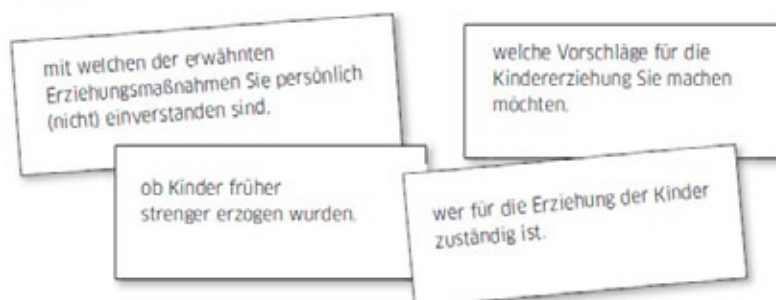 mit welchen der erwähnten
Erziehungsmaßnahmen Sie persönlich
(nicht) einverstanden sind.
welche Vorschläge für die
Kindererziehung Sie machen
möchten.
ob Kinder früher
strenger erzogen wurden.
wer für die Erziehung der Kinder
zuständig ist.